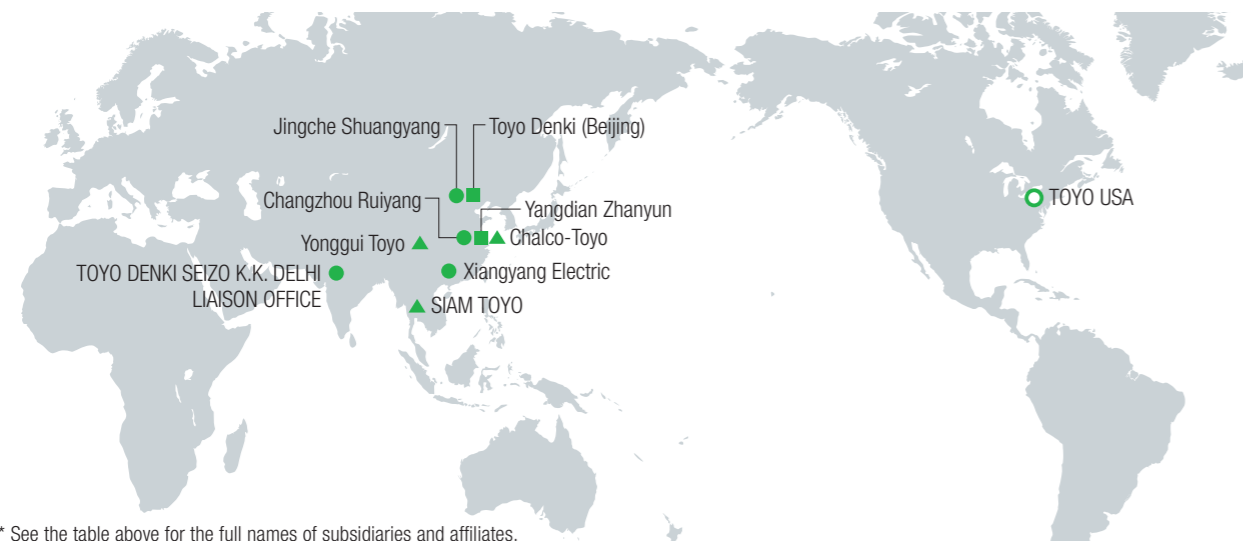 Jingche Shuangyang
Toyo Denki (Beijing)
Changzhou Ruiyang
Yangdian Zhanyun
TOYO USA
Yonggui Toyo
Chalco-Toyo
TOYO DENKI SEIZO K.K. DELHI
LIAISON OFFICE
Xiangyang Electric
SIAM TOYO
* See the table above for the full names of subsidiaries and affiliates.